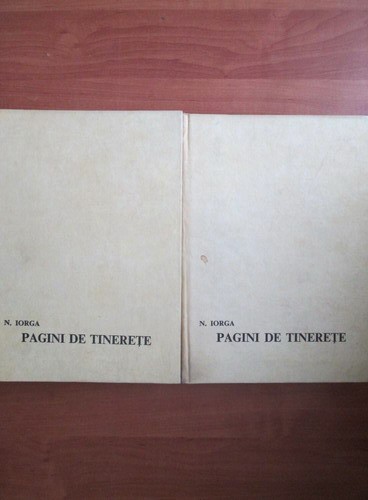 N. IORGA
PAGINI DE TINEREȚE
N. IORGA
PAGINI DE TINEREȚE